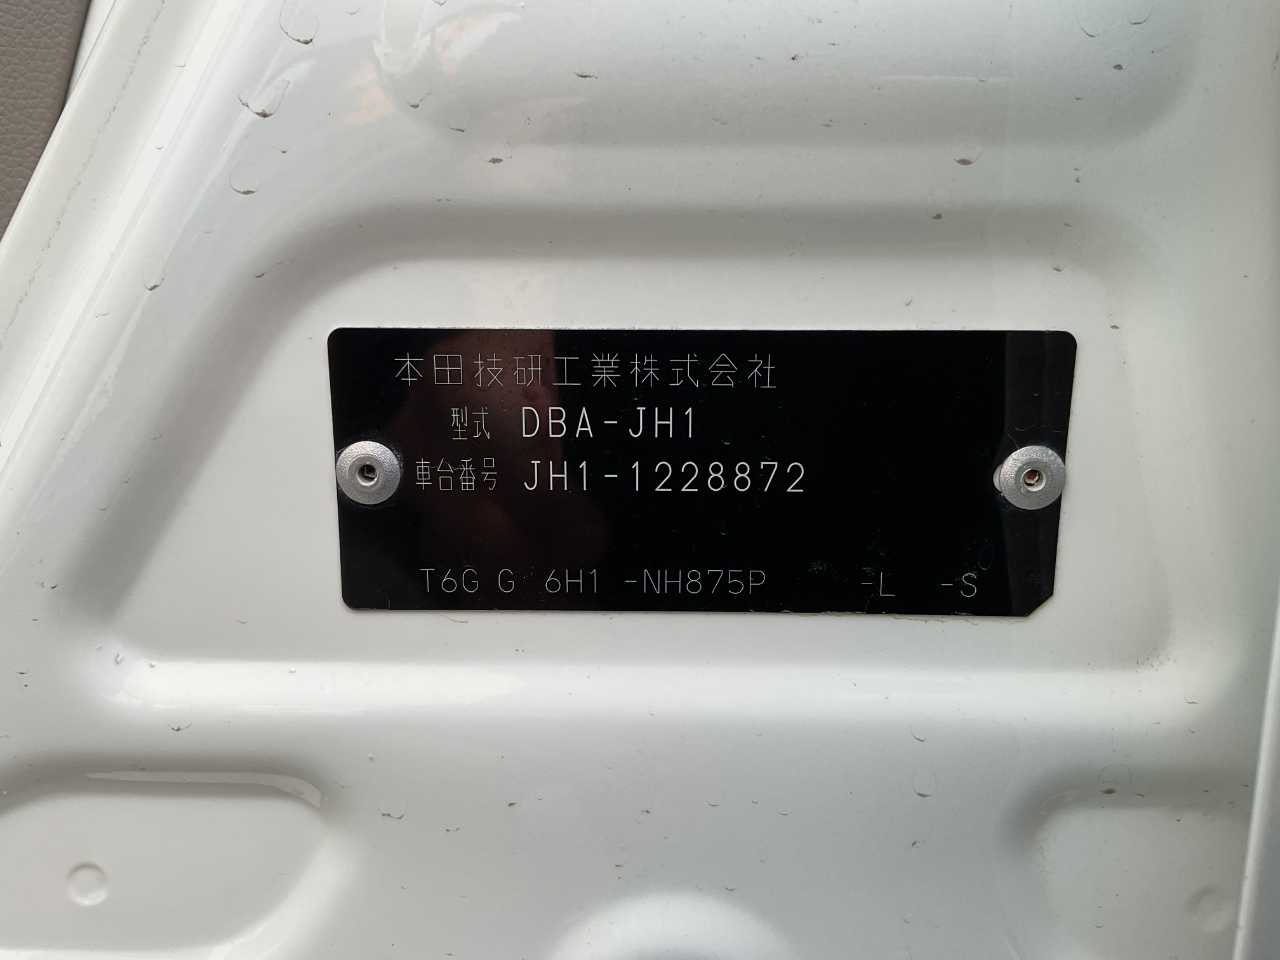 本田技研工業株式会社
型式 DBA-JH1
車台番号 JH1-1228872
T6G G 6H1 -NH875P -L -S